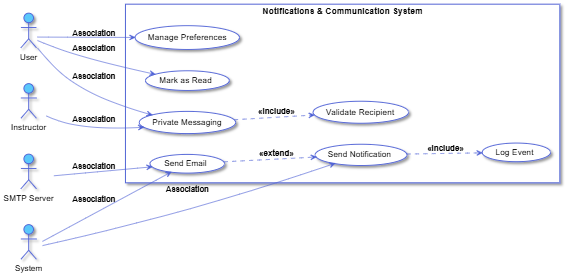 Notifications & Communication System
User
Association
Association
Association
Manage Preferences
Mark as Read
Instructor
Association
Private Messaging
«include»
Validate Recipient
SMTP Server
Association
Send Email
«extend»
Send Notification
«include»
Log Event
System
Association
Association